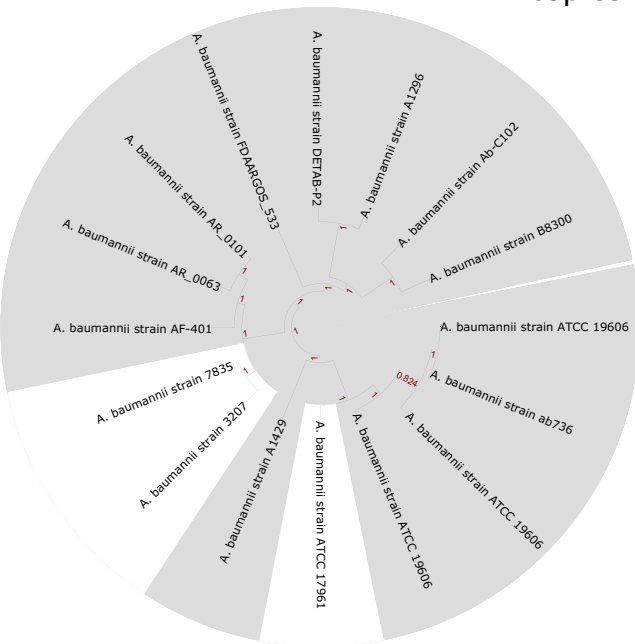 A. baumannii strain DETAB-P2
A. baumannii strain A1296
A. baumannii strain Ab-C102
A. baumannii strain B8300
A. baumannii strain ATCC 19606
A. baumannii strain ab736
A. baumannii strain ATCC 19606
A. baumannii strain ATCC 19606
A. baumannii strain ATCC 17961
A. baumannii strain A1429
A. baumannii strain 3207
A. baumannii strain 7835
A. baumannii strain AF-401
A. baumannii strain AR_0063
A. baumannii strain AR_0101
A. baumannii strain FDAARGOS_533
1
1
1
1
1
1
1
1
1
1
1
1
1
0.824
1